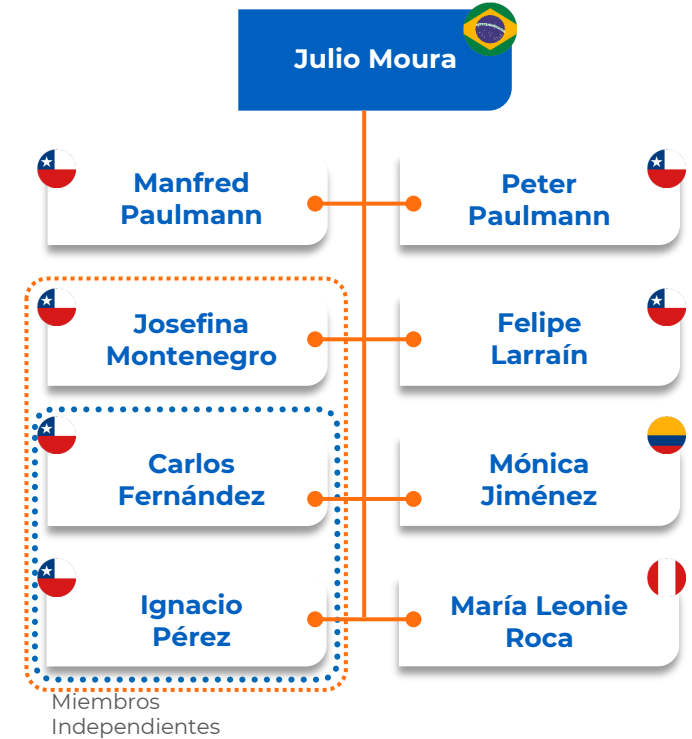 Julio Moura
Manfred
Paulmann
Peter
Paulmann
Josefina
Montenegro
Felipe
Larraín
Carlos
Fernández
Mónica
Jiménez
Ignacio
Pérez
María Leonie
Roca
Miembros
Independientes